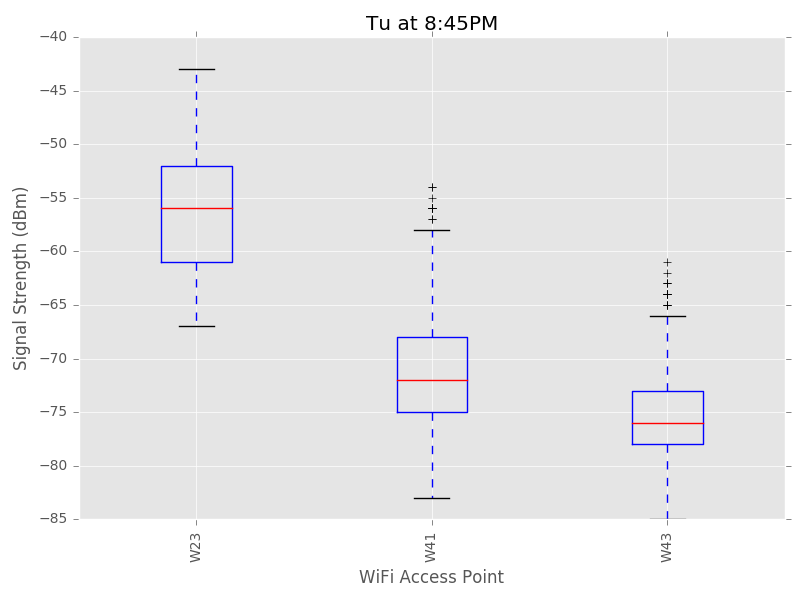 Tu at 8:45PM
−40
−45
−50
−55
−60
−65
−70
−75
−80
−85
Signal Strength (dBm)
W23
W41
W43
WiFi Access Point